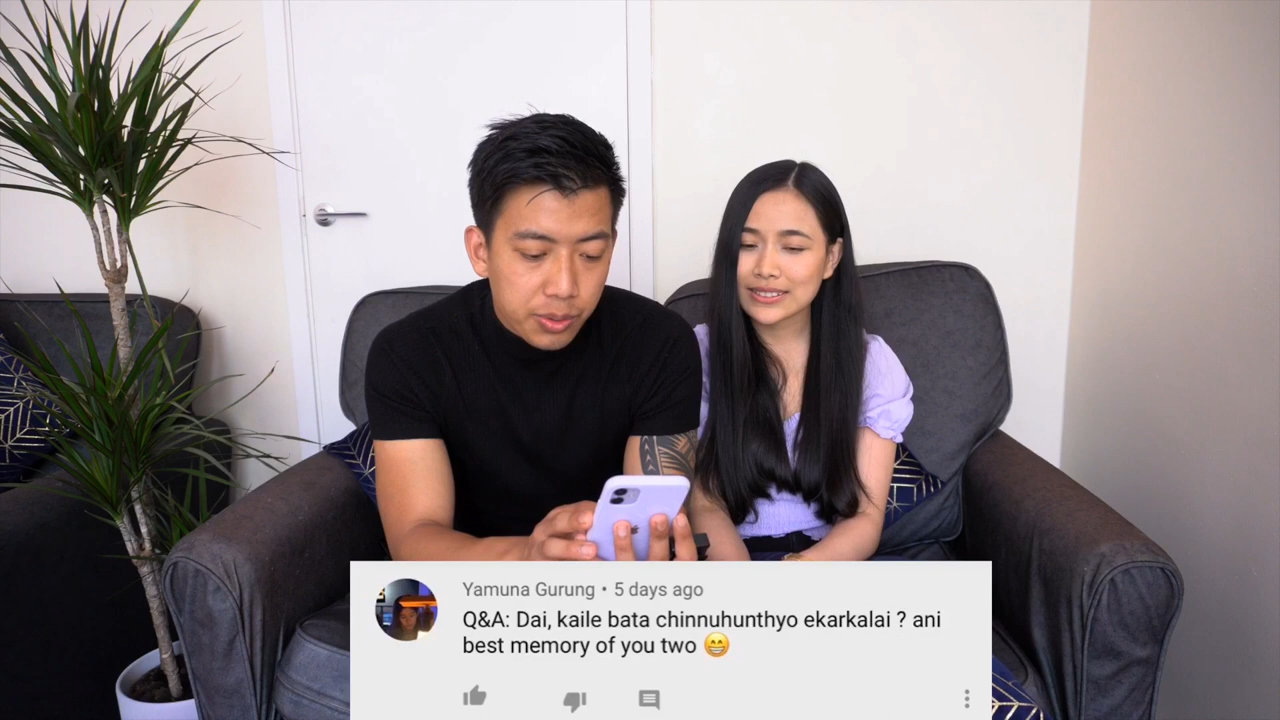 Yamuna Gurung • 5 days ago
Q&A: Dai, kaile bata chinnuhunthyo ekarkalai ? ani
best memory of you two 😁